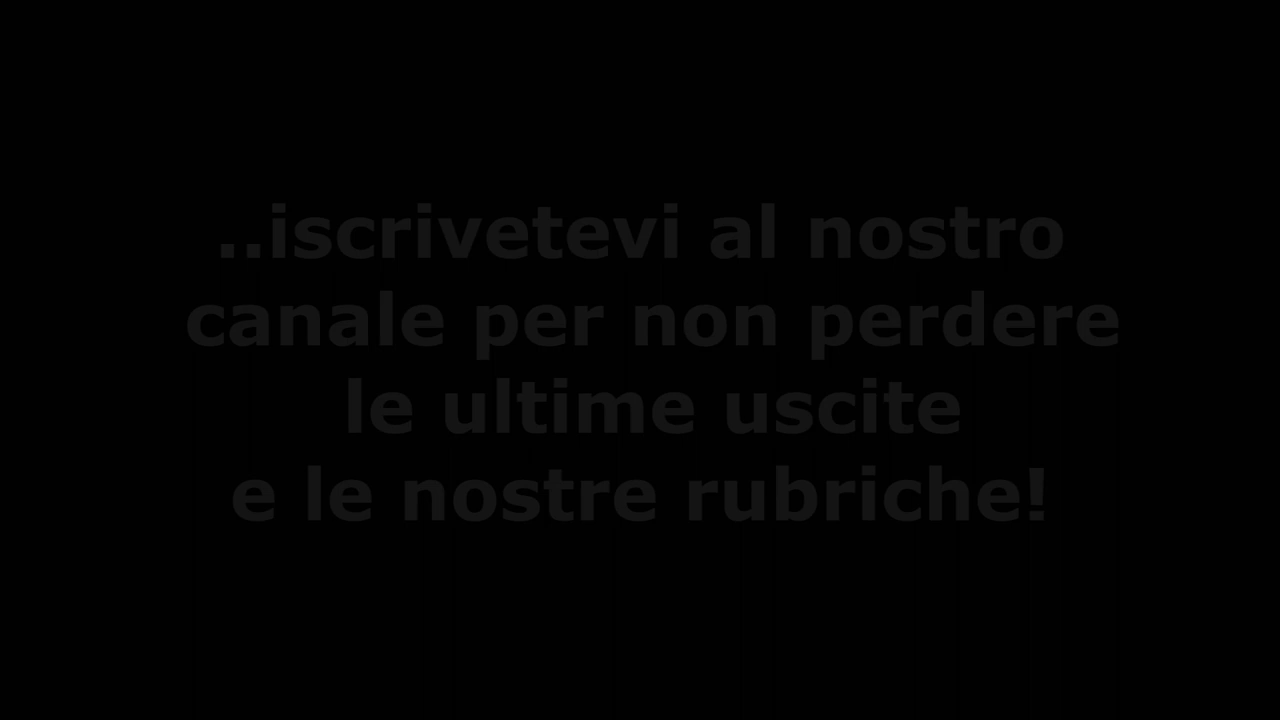 ..iscrivetevi al nostro
canale per non perdere
le ultime uscite
e le nostre rubriche!